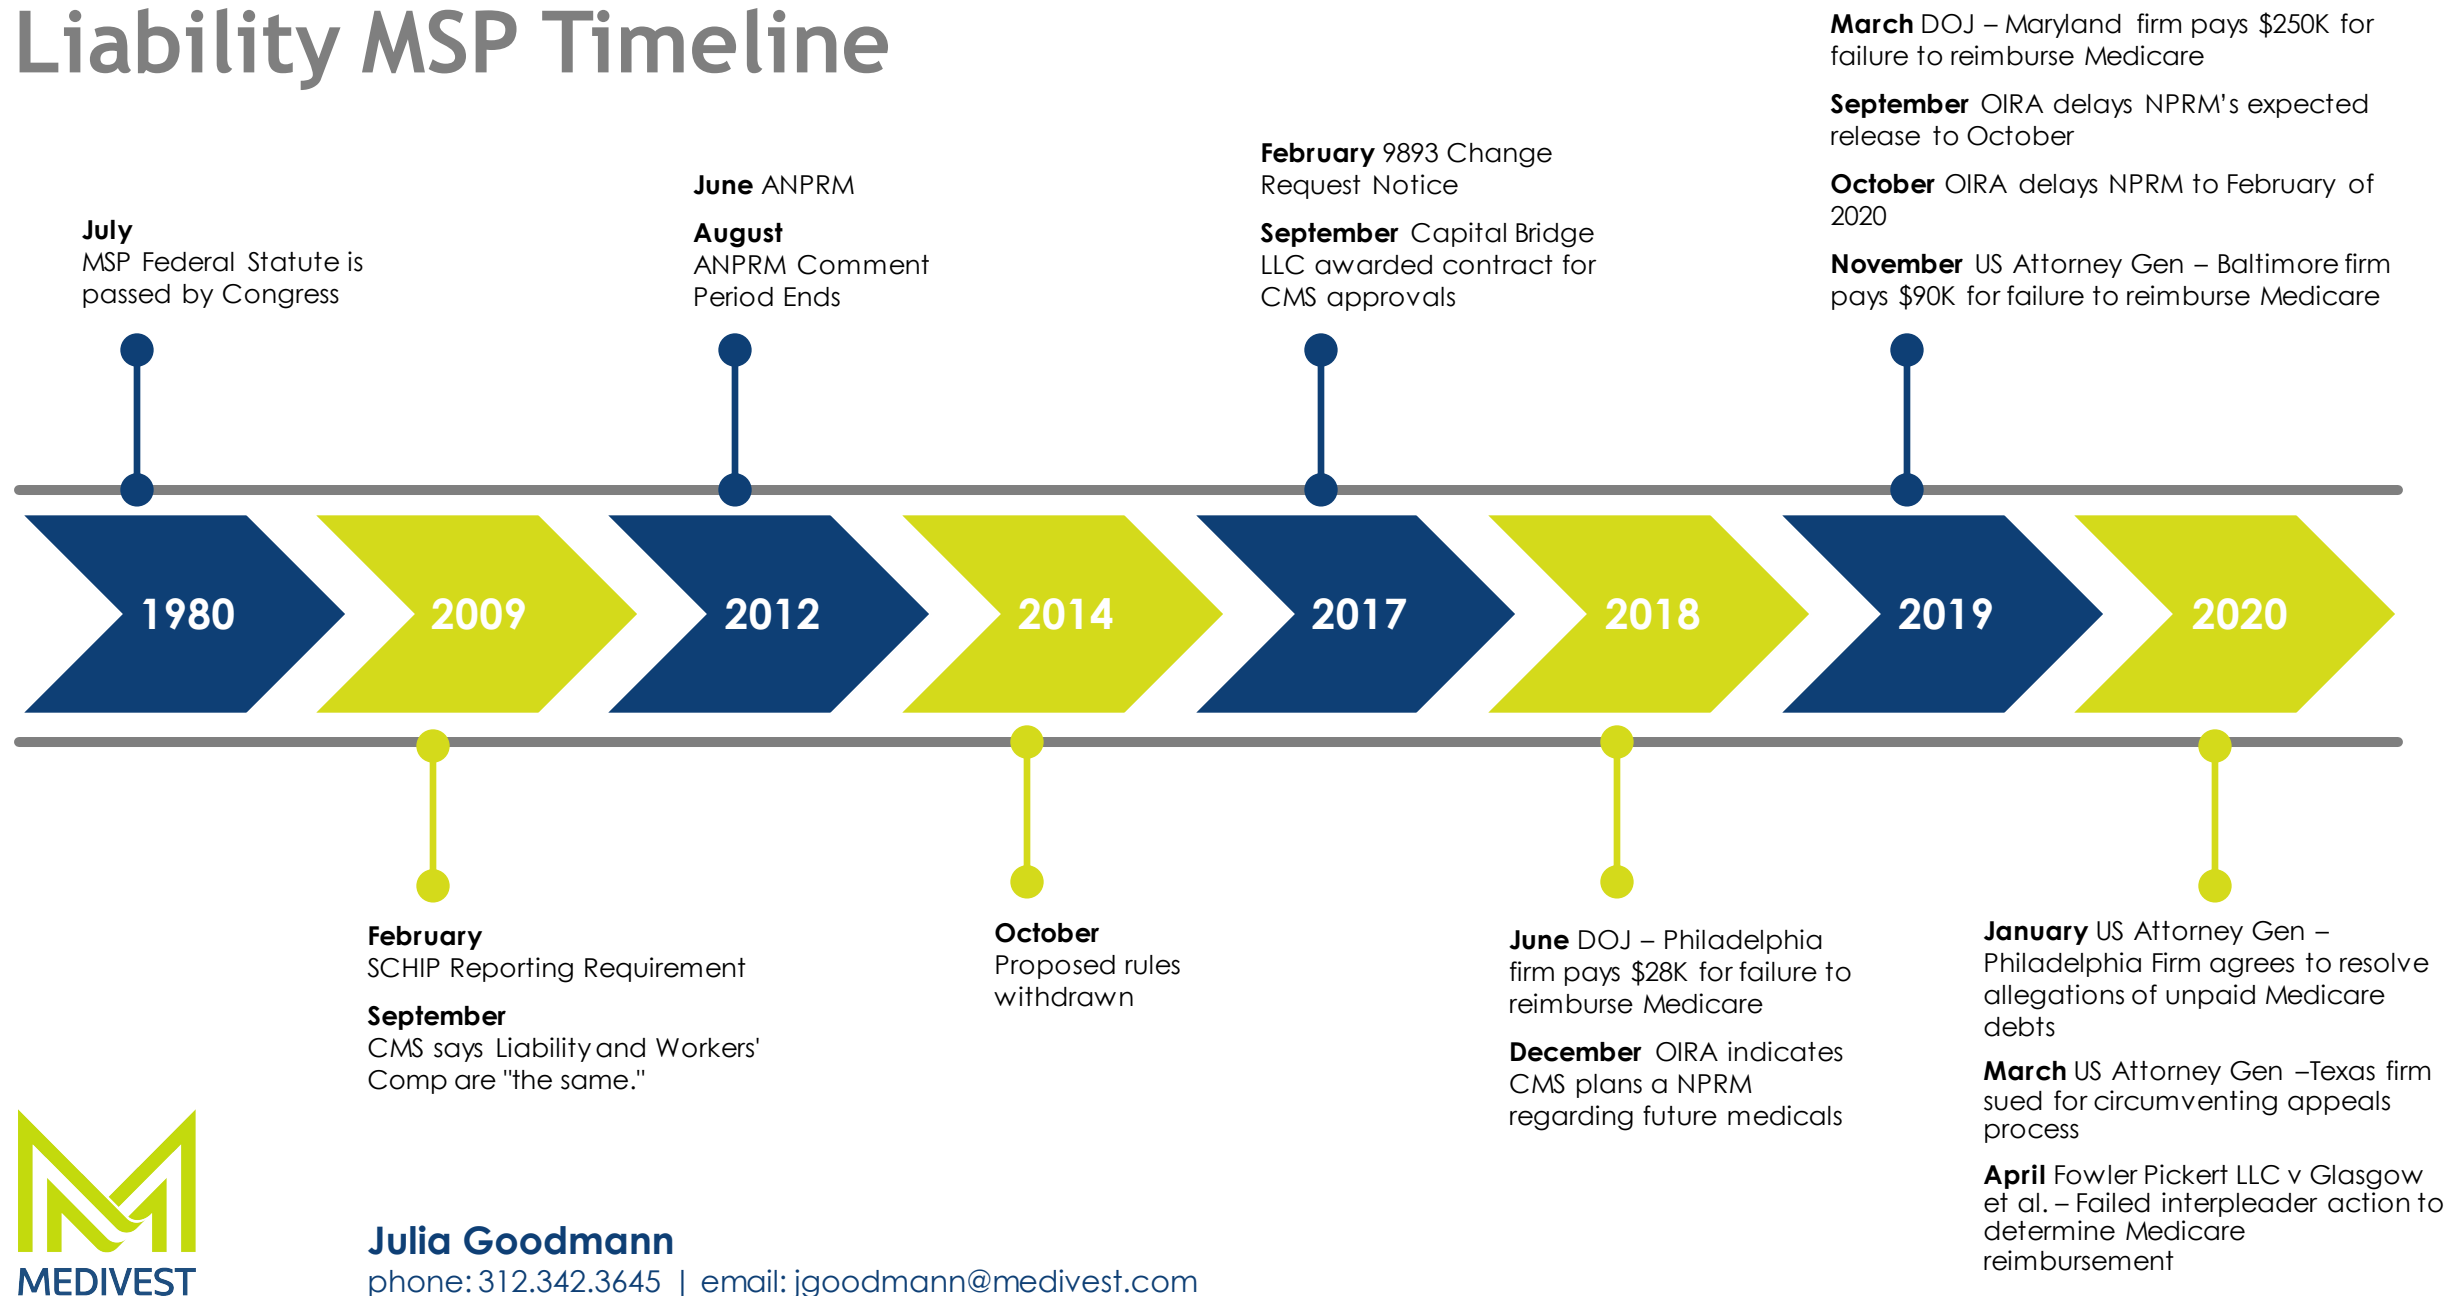 Liability MSP Timeline
July
MSP Federal Statute is
passed by Congress
June ANPRM
August
ANPRM Comment
Period Ends
February 9893 Change
Request Notice
September Capital Bridge
LLC awarded contract for
CMS approvals
March DOJ – Maryland firm pays $250K for
failure to reimburse Medicare
September OIRA delays NPRM's expected
release to October
October OIRA delays NPRM to February of
2020
November US Attorney Gen – Baltimore firm
pays $90K for failure to reimburse Medicare
1980
2009
2012
2014
2017
2018
2019
2020
February
SCHIP Reporting Requirement
September
CMS says Liability and Workers'
Comp are "the same."
October
Proposed rules
withdrawn
June DOJ – Philadelphia
firm pays $28K for failure to
reimburse Medicare
December OIRA indicates
CMS plans a NPRM
regarding future medicals
January US Attorney Gen –
Philadelphia Firm agrees to resolve
allegations of unpaid Medicare
debts
March US Attorney Gen –Texas firm
sued for circumventing appeals
process
April Fowler Pickert LLC v Glasgow
et al. – Failed interpleader action to
determine Medicare
reimbursement
MEDIVEST
Julia Goodmann
phone: 312.342.3645 | email: jgoodmann@medivest.com